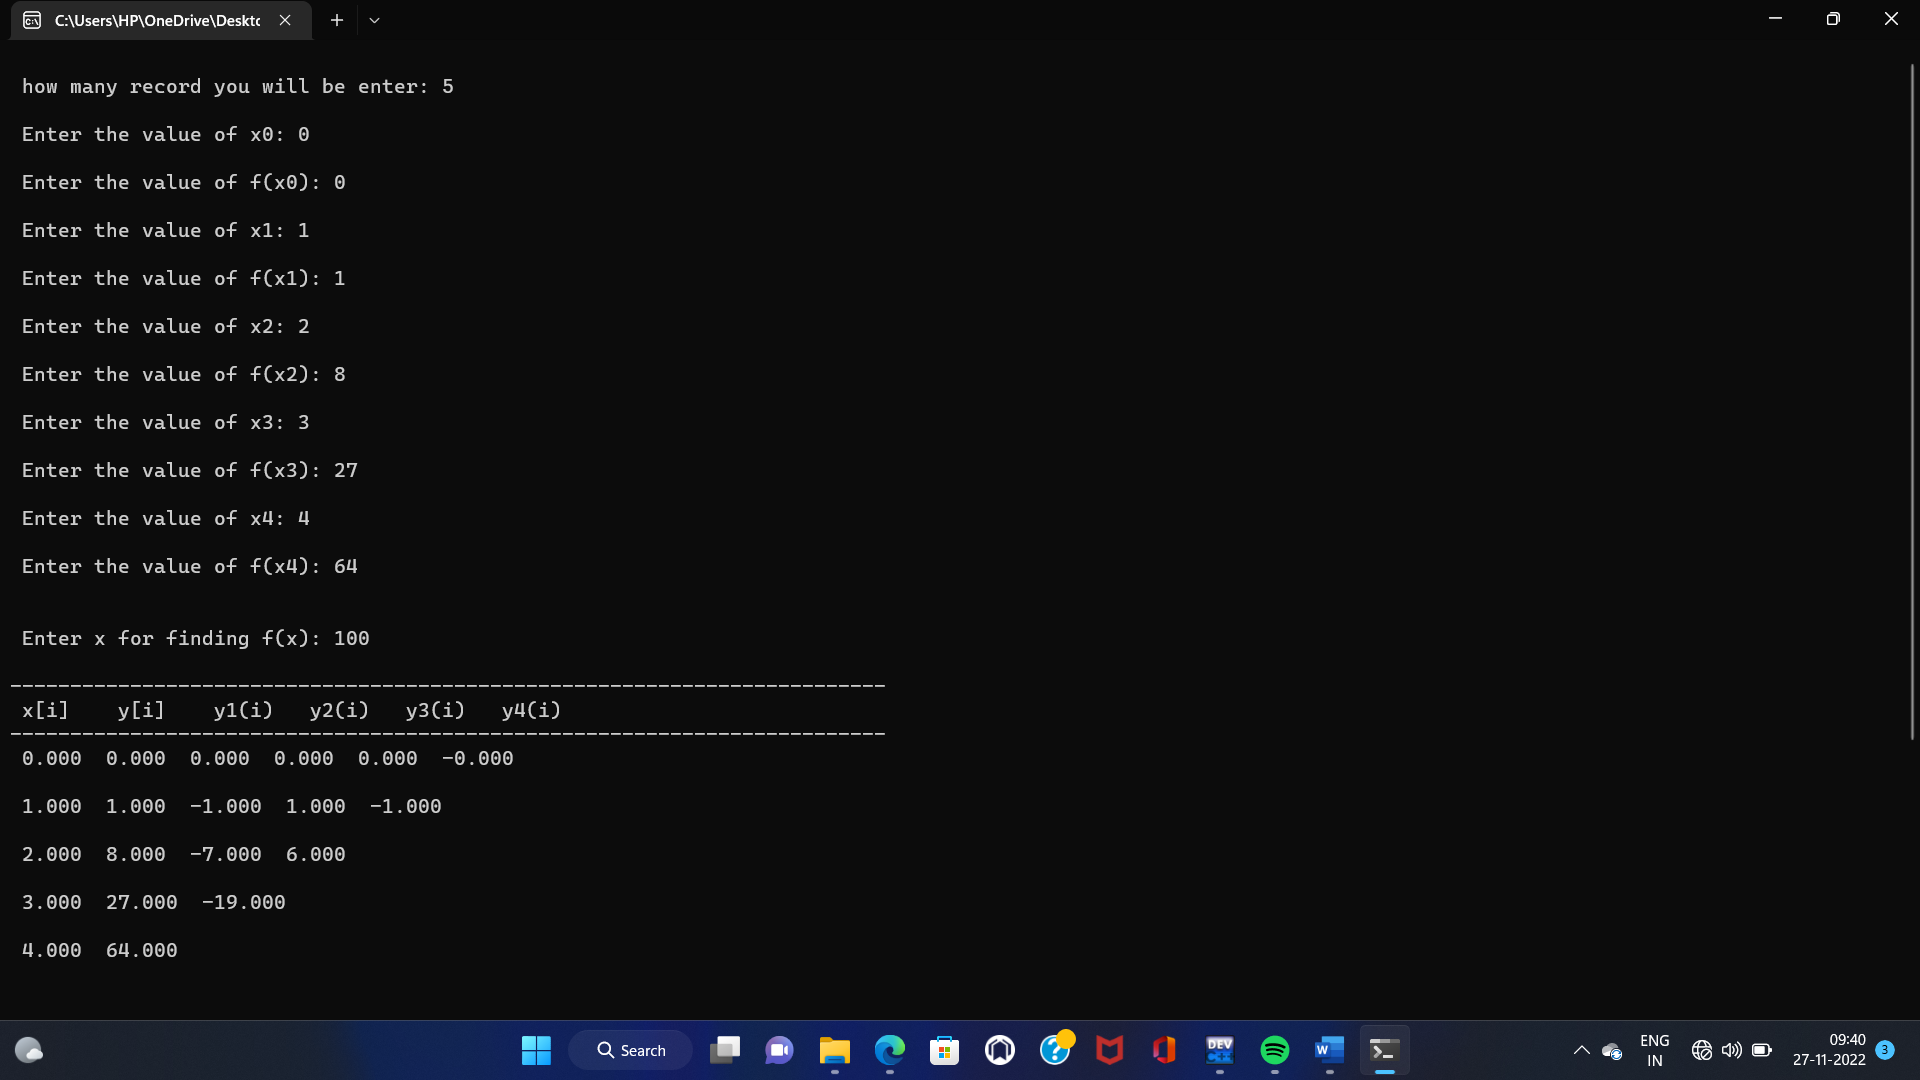 C:\Users\HP\OneDrive\Deskto
how many record you will be enter: 5
Enter the value of x0: 0
Enter the value of f(x0): 0
Enter the value of x1: 1
Enter the value of f(x1): 1
Enter the value of x2: 2
Enter the value of f(x2): 8
Enter the value of x3: 3
Enter the value of f(x3): 27
Enter the value of x4: 4
Enter the value of f(x4): 64
Enter x for finding f(x): 100
-------------------------------------------------------------------------
x[i]    y[i]    y1(i)   y2(i)   y3(i)   y4(i)
-------------------------------------------------------------------------
0.000  0.000  0.000  0.000  0.000  -0.000
1.000  1.000  -1.000  1.000  -1.000
2.000  8.000  -7.000  6.000
3.000  27.000  -19.000
4.000  64.000
Search
DEV
C++
W
ENG
IN
09:40
27-11-2022
3